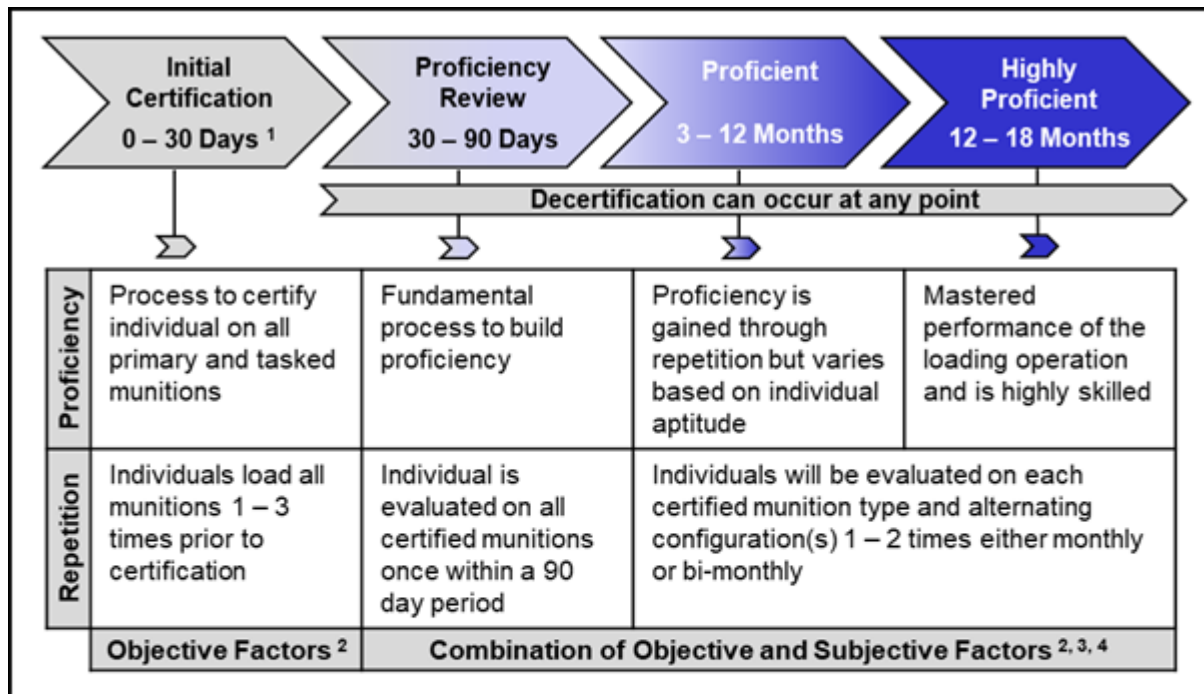 Initial
Certification
0 – 30 Days ¹
Proficiency
Review
30 – 90 Days
Proficient
3 – 12 Months
Highly
Proficient
12 – 18 Months
Decertification can occur at any point
Proficiency
Process to certify
individual on all
primary and tasked
munitions
Fundamental
process to build
proficiency
Proficiency is
gained through
repetition but varies
based on individual
aptitude
Mastered
performance of the
loading operation
and is highly skilled
Repetition
Individuals load all
munitions 1 – 3
times prior to
certification
Individual is
evaluated on all
certified munitions
once within a 90
day period
Individuals will be evaluated on each
certified munition type and alternating
configuration(s) 1 – 2 times either monthly
or bi-monthly
Objective Factors ²
Combination of Objective and Subjective Factors ²˒ ³˒ ⁴